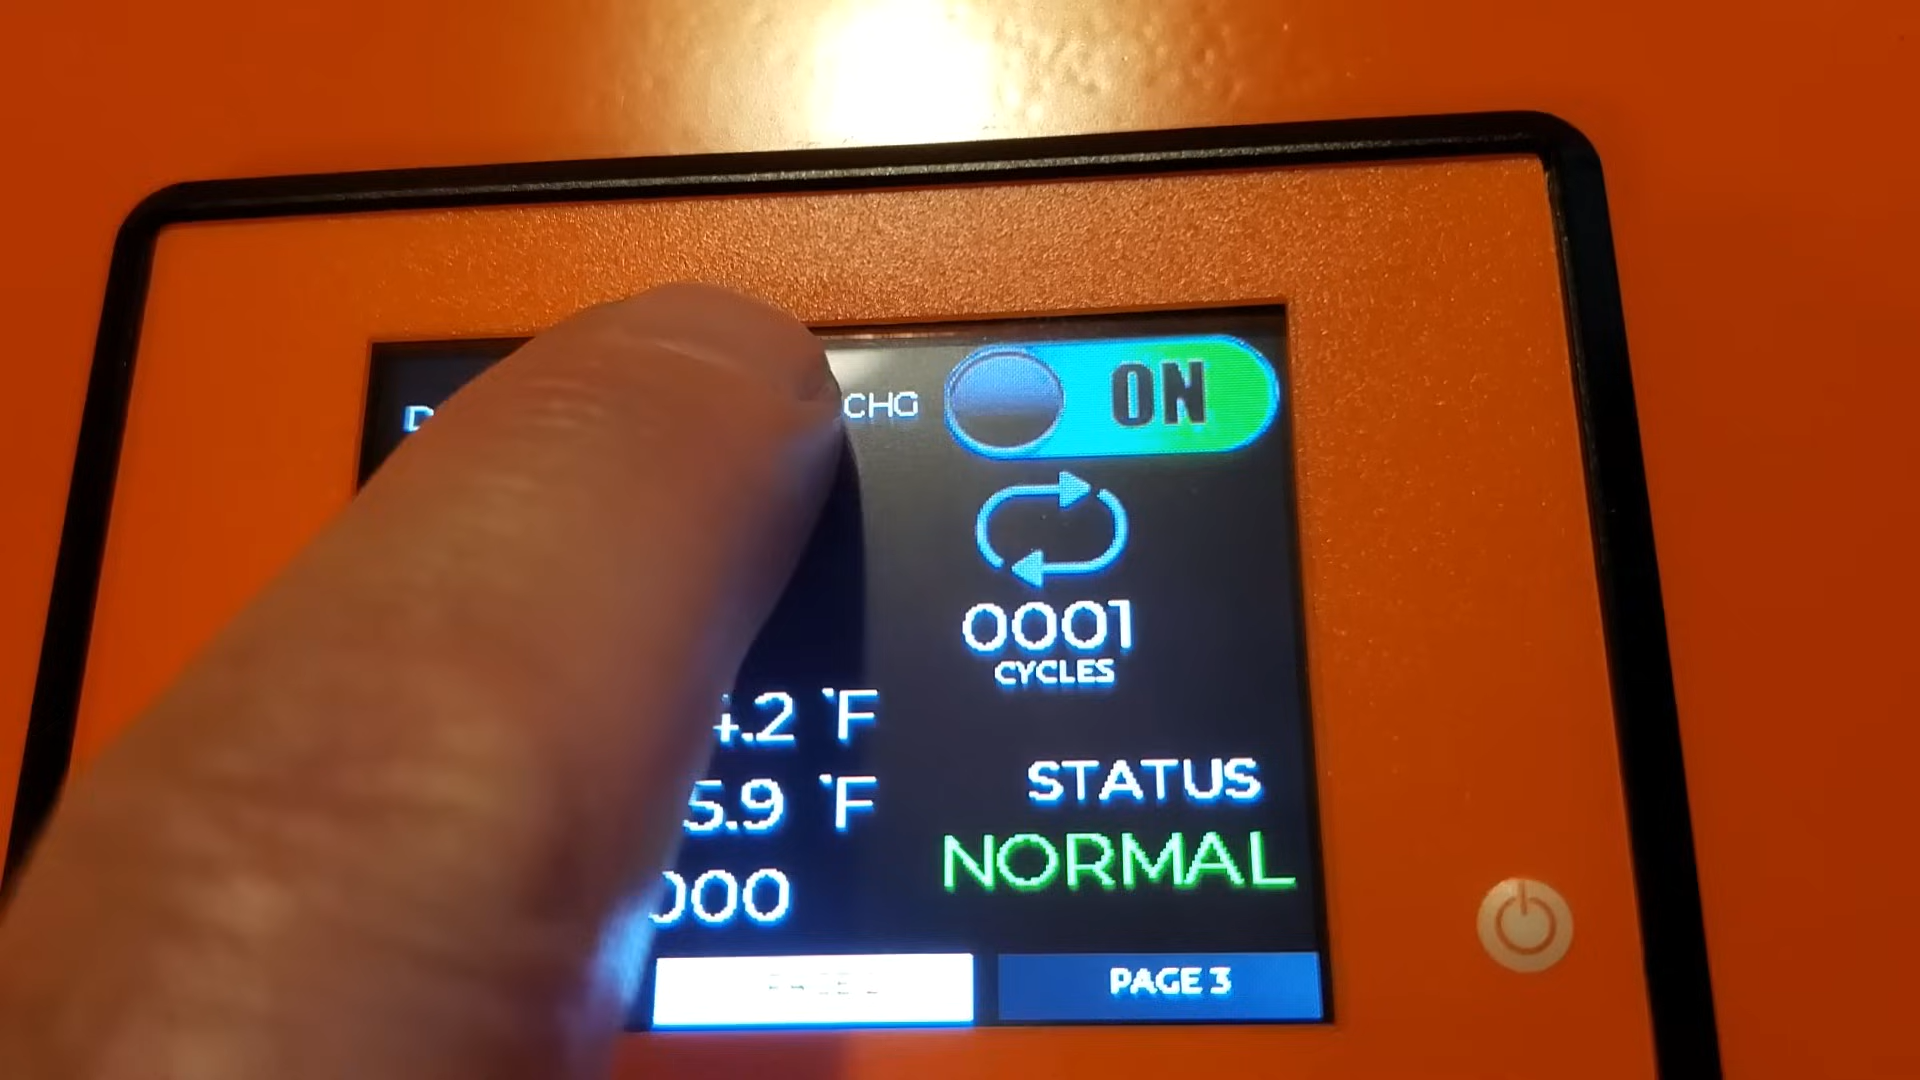 CHG ON
0001
CYCLES
.2 °F
5.9 °F
STATUS
NORMAL
000
PAGE 3